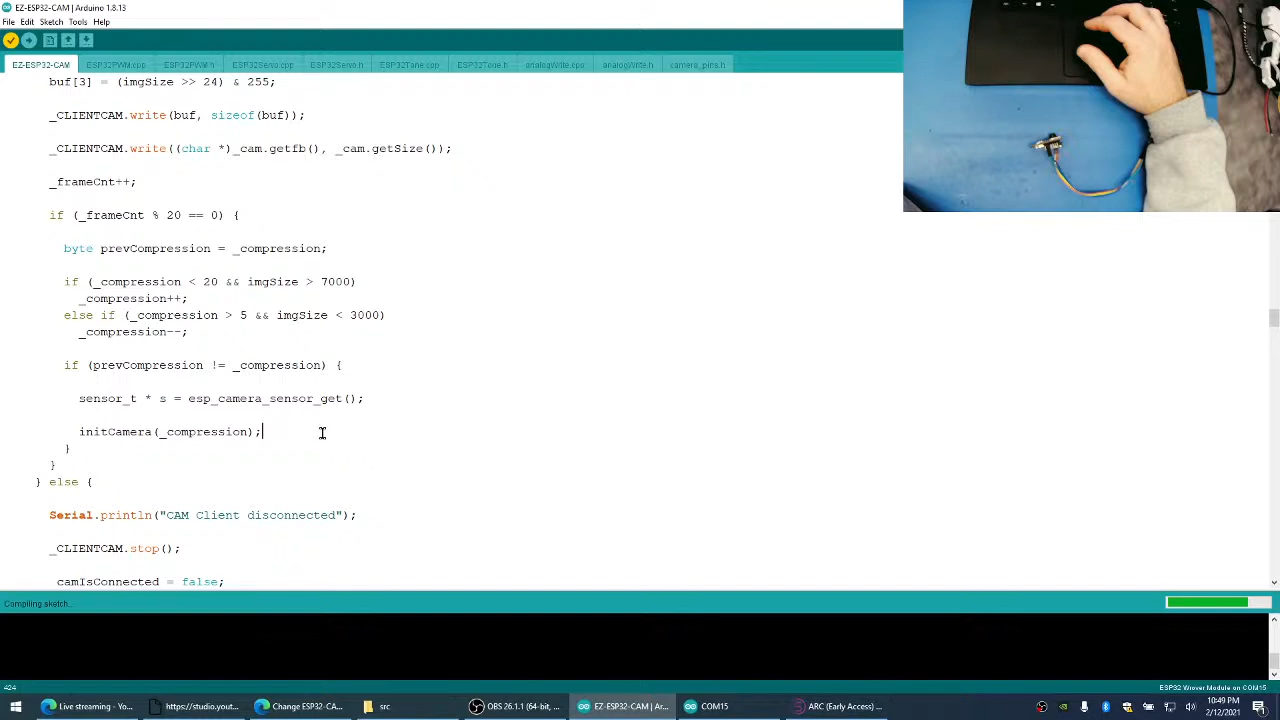 EZ-ESP32-CAM | Arduino 1.8.13
File Edit Sketch Tools Help
EZ-ESP32-CAM ESP32PWM.cpp ESP32PWM.h ESP32Servo.cpp ESP32Servo.h ESP32Tone.cpp ESP32Tone.h analogWrite.cpp analogWrite.h camera_pins.h
buf[3] = (imgSize >> 24) & 255;
_CLIENTCAM.write(buf, sizeof(buf));
_CLIENTCAM.write((char *)_cam.getfb(), _cam.getSize());
_frameCnt++;
if (_frameCnt % 20 == 0) {
byte prevCompression = _compression;
if (_compression < 20 && imgSize > 7000)
_compression++;
else if (_compression > 5 && imgSize < 3000)
_compression--;
if (prevCompression != _compression) {
sensor_t * s = esp_camera_sensor_get();
initCamera(_compression);
}
}
} else {
Serial.println("CAM Client disconnected");
_CLIENTCAM.stop();
_camIsConnected = false;
Compiling sketch...
424 ESP32 Wrover Module on COM15
Live streaming - Yo... https://studio.yout... Change ESP32-CA... src OBS 26.1.1 (64-bit, ... EZ-ESP32-CAM | Ar... COM15 ARC (Early Access) ... 10:49 PM
2/12/2021